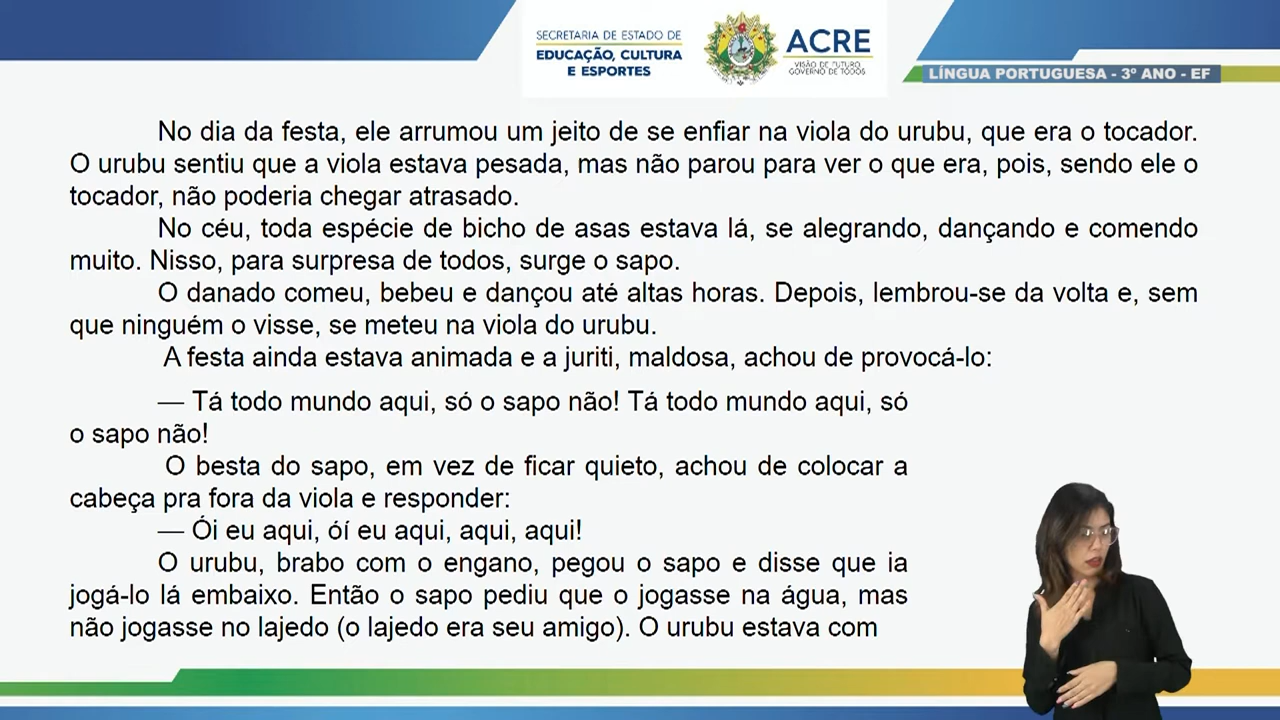 SECRETARIA DE ESTADO DE
EDUCAÇÃO, CULTURA
E ESPORTES
ACRE
VISÃO DE FUTURO,
GOVERNO DE TODOS
LÍNGUA PORTUGUESA - 3º ANO - EF
No dia da festa, ele arrumou um jeito de se enfiar na viola do urubu, que era o tocador.
O urubu sentiu que a viola estava pesada, mas não parou para ver o que era, pois, sendo ele o
tocador, não poderia chegar atrasado.
No céu, toda espécie de bicho de asas estava lá, se alegrando, dançando e comendo
muito. Nisso, para surpresa de todos, surge o sapo.
O danado comeu, bebeu e dançou até altas horas. Depois, lembrou-se da volta e, sem
que ninguém o visse, se meteu na viola do urubu.
A festa ainda estava animada e a juriti, maldosa, achou de provocá-lo:
— Tá todo mundo aqui, só o sapo não! Tá todo mundo aqui, só
o sapo não!
O besta do sapo, em vez de ficar quieto, achou de colocar a
cabeça pra fora da viola e responder:
— Ói eu aqui, óí eu aqui, aqui, aqui!
O urubu, brabo com o engano, pegou o sapo e disse que ia
jogá-lo lá embaixo. Então o sapo pediu que o jogasse na água, mas
não jogasse no lajedo (o lajedo era seu amigo). O urubu estava com